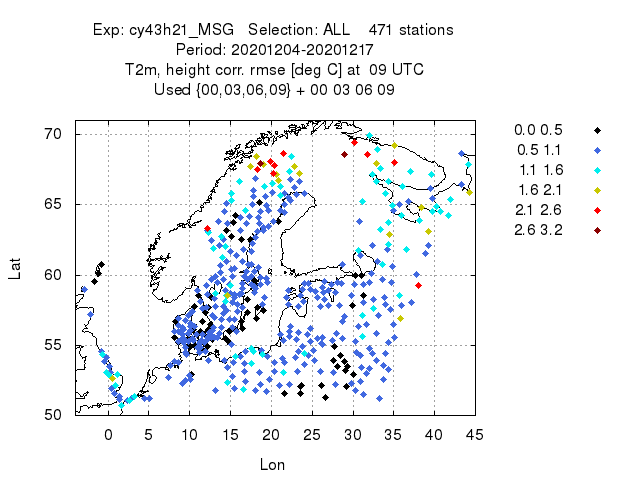 Exp: cy43h21_MSG   Selection: ALL    471 stations
Period: 20201204-20201217
T2m, height corr. rmse [deg C] at  09 UTC
Used {00,03,06,09} + 00 03 06 09
70
65
60
55
50
0 5 10 15 20 25 30 35 40 45
Lat
Lon
0.0 0.5
0.5 1.1
1.1 1.6
1.6 2.1
2.1 2.6
2.6 3.2